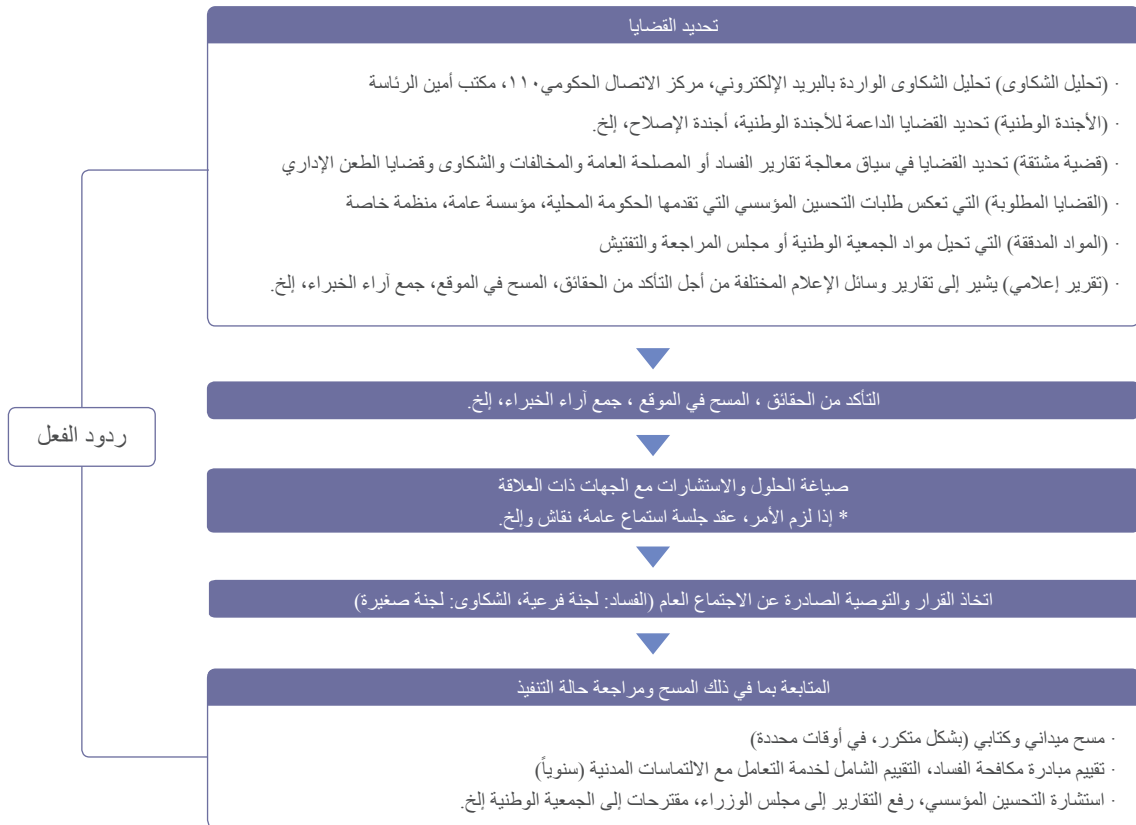 تحديد القضايا
· (تحليل الشكاوى) تحليل الشكاوى الواردة بالبريد الإلكتروني، مركز الاتصال الحكومي١١٠، مكتب أمين الرئاسة
· (الأجندة الوطنية) تحديد القضايا الداعمة للأجندة الوطنية، أجندة الإصلاح، إلخ.
· (قضية مشتقة) تحديد القضايا في سياق معالجة تقارير الفساد أو المصلحة العامة والمخالفات والشكاوى وقضايا الطعن الإداري
· (القضايا المطلوبة) التي تعكس طلبات التحسين المؤسسي التي تقدمها الحكومة المحلية، مؤسسة عامة، منظمة خاصة
· (المواد المدققة) التي تحيل مواد الجمعية الوطنية أو مجلس المراجعة والتفتيش
· (تقرير إعلامي) يشير إلى تقارير وسائل الإعلام المختلفة من أجل التأكد من الحقائق، المسح في الموقع، جمع آراء الخبراء، إلخ.
التأكد من الحقائق ، المسح في الموقع ، جمع آراء الخبراء، إلخ.
ردود الفعل
صياغة الحلول والاستشارات مع الجهات ذات العلاقة
* إذا لزم الأمر، عقد جلسة استماع عامة، نقاش وإلخ.
اتخاذ القرار والتوصية الصادرة عن الاجتماع العام (الفساد: لجنة فرعية، الشكاوى: لجنة صغيرة)
المتابعة بما في ذلك المسح ومراجعة حالة التنفيذ
· مسح ميداني وكتابي (بشكل متكرر، في أوقات محددة)
· تقييم مبادرة مكافحة الفساد، التقييم الشامل لخدمة التعامل مع الالتماسات المدنية (سنوياً)
· استشارة التحسين المؤسسي، رفع التقارير إلى مجلس الوزراء، مقترحات إلى الجمعية الوطنية إلخ.